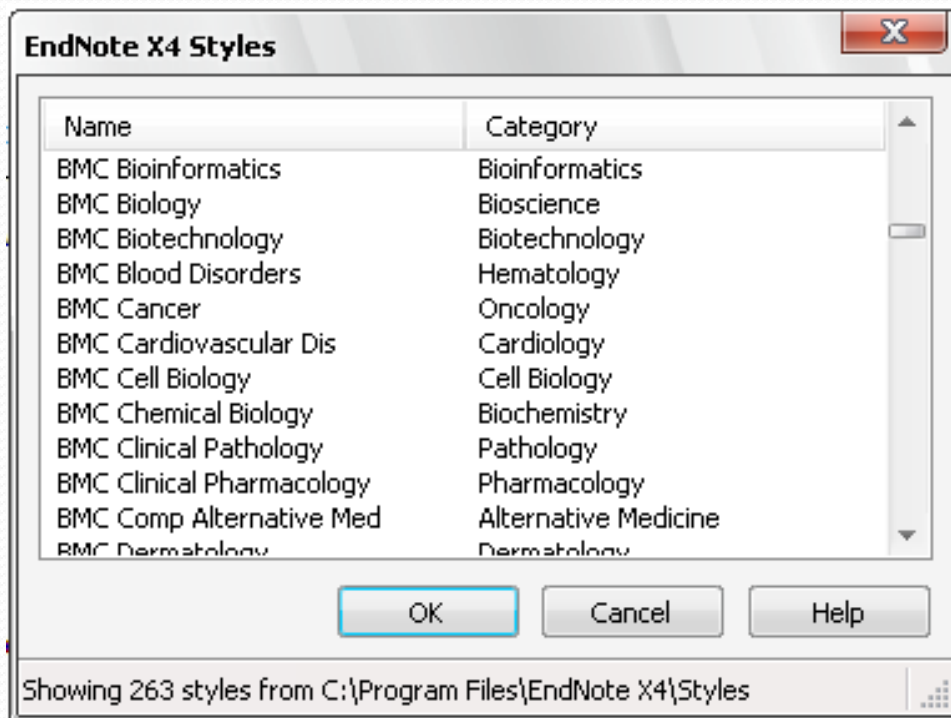 EndNote X4 Styles
Name Category
BMC Bioinformatics Bioinformatics
BMC Biology Bioscience
BMC Biotechnology Biotechnology
BMC Blood Disorders Hematology
BMC Cancer Oncology
BMC Cardiovascular Dis Cardiology
BMC Cell Biology Cell Biology
BMC Chemical Biology Biochemistry
BMC Clinical Pathology Pathology
BMC Clinical Pharmacology Pharmacology
BMC Comp Alternative Med Alternative Medicine
BMC Dermatology Dermatology
OK Cancel Help
Showing 263 styles from C:\Program Files\EndNote X4\Styles